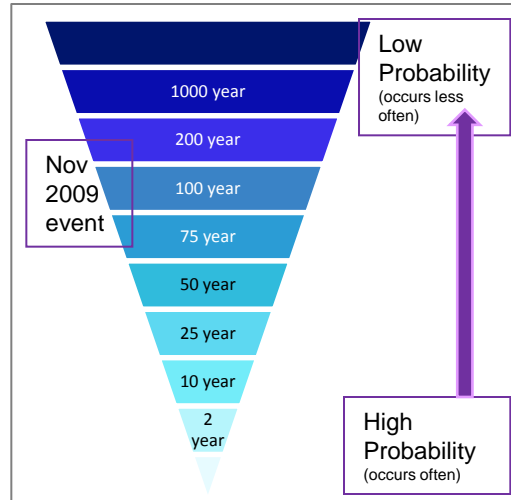 Low
Probability
(occurs less
often)
1000 year
200 year
Nov
2009
event
100 year
75 year
50 year
25 year
10 year
2
year
High
Probability
(occurs often)